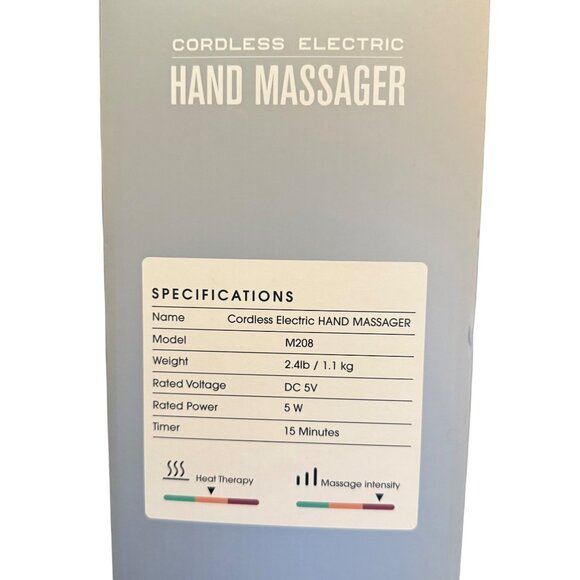 CORDLESS ELECTRIC
HAND MASSAGER
SPECIFICATIONS
Name Cordless Electric HAND MASSAGER
Model M208
Weight 2.4lb / 1.1 kg
Rated Voltage DC 5V
Rated Power 5 W
Timer 15 Minutes
Heat Therapy Massage intensity